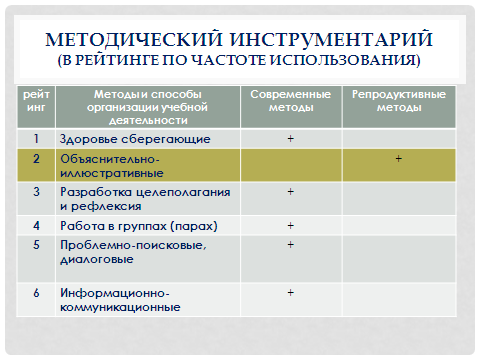 МЕТОДИЧЕСКИЙ ИНСТРУМЕНТАРИЙ
(В РЕЙТИНГЕ ПО ЧАСТОТЕ ИСПОЛЬЗОВАНИЯ)
рейт инг | Методы и способы организации учебной деятельности | Современные методы | Репродуктивные методы
1 Здоровье сберегающие +
2 Объяснительно-
иллюстративные +
3 Разработка целеполагания +
и рефлексия
4 Работа в группах (парах) +
5 Проблемно-поисковые, +
диалоговые
6 Информационно- +
коммуникационные